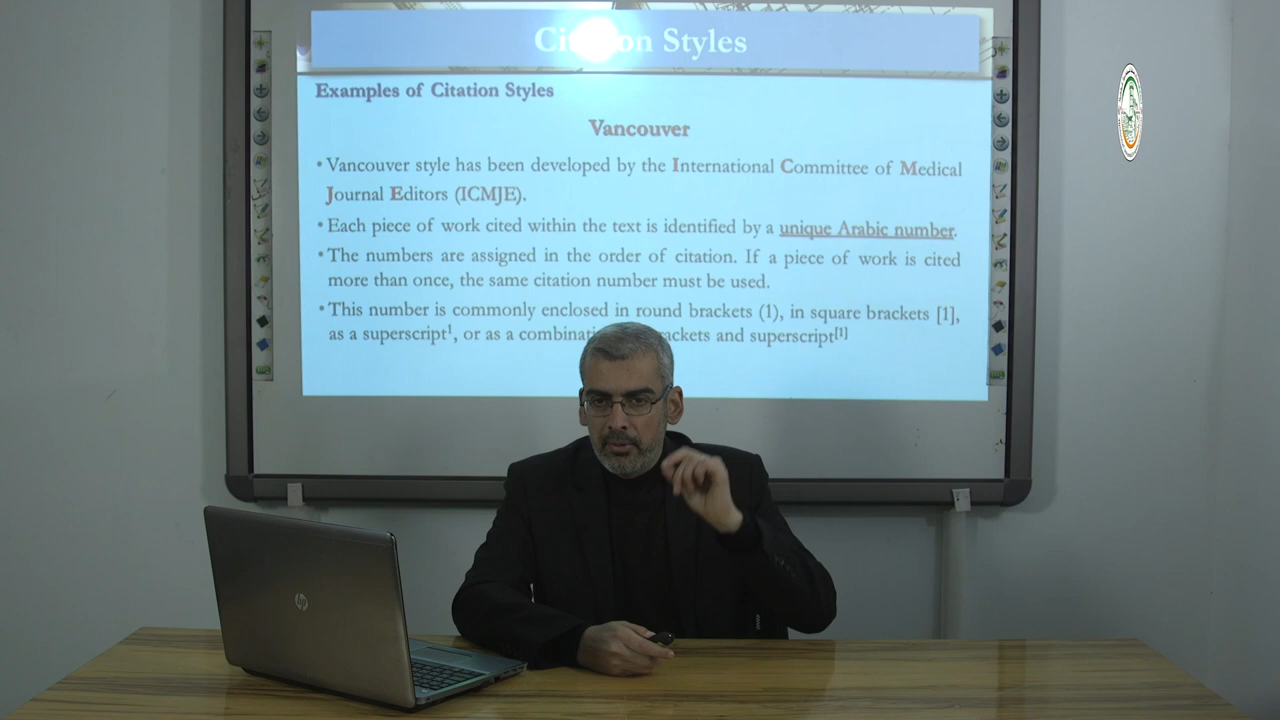 Citation Styles
Examples of Citation Styles
Vancouver
• Vancouver style has been developed by the International Committee of Medical
Journal Editors (ICMJE).
• Each piece of work cited within the text is identified by a unique Arabic number.
• The numbers are assigned in the order of citation. If a piece of work is cited
more than once, the same citation number must be used.
• This number is commonly enclosed in round brackets (1), in square brackets [1],
as a superscript¹, or as a combinati ackets and superscript[1]
hp